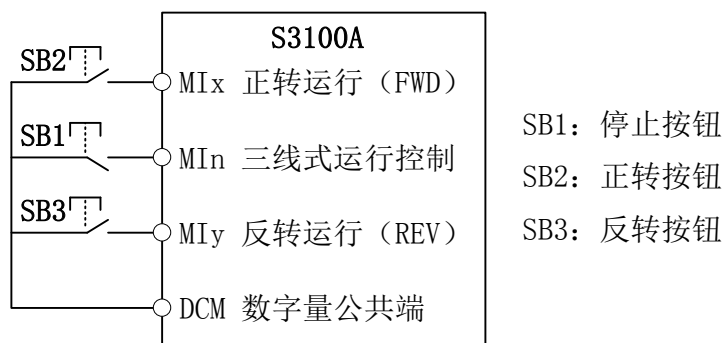 S3100A
SB2
MIx 正转运行（FWD）
SB1
MIn 三线式运行控制
SB3
MIy 反转运行（REV）
DCM 数字量公共端
SB1: 停止按钮
SB2: 正转按钮
SB3: 反转按钮